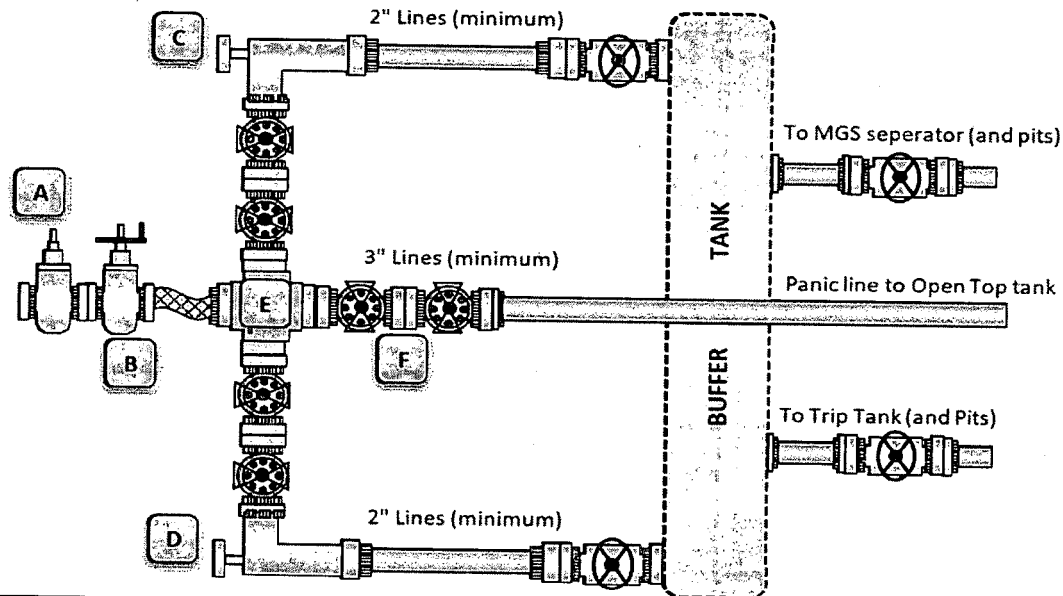 C
2" Lines (minimum)
To MGS seperator (and pits)
A
TANK
3" Lines (minimum)
Panic line to Open Top tank
E
B
F
BUFFER
To Trip Tank (and Pits)
2" Lines (minimum)
D